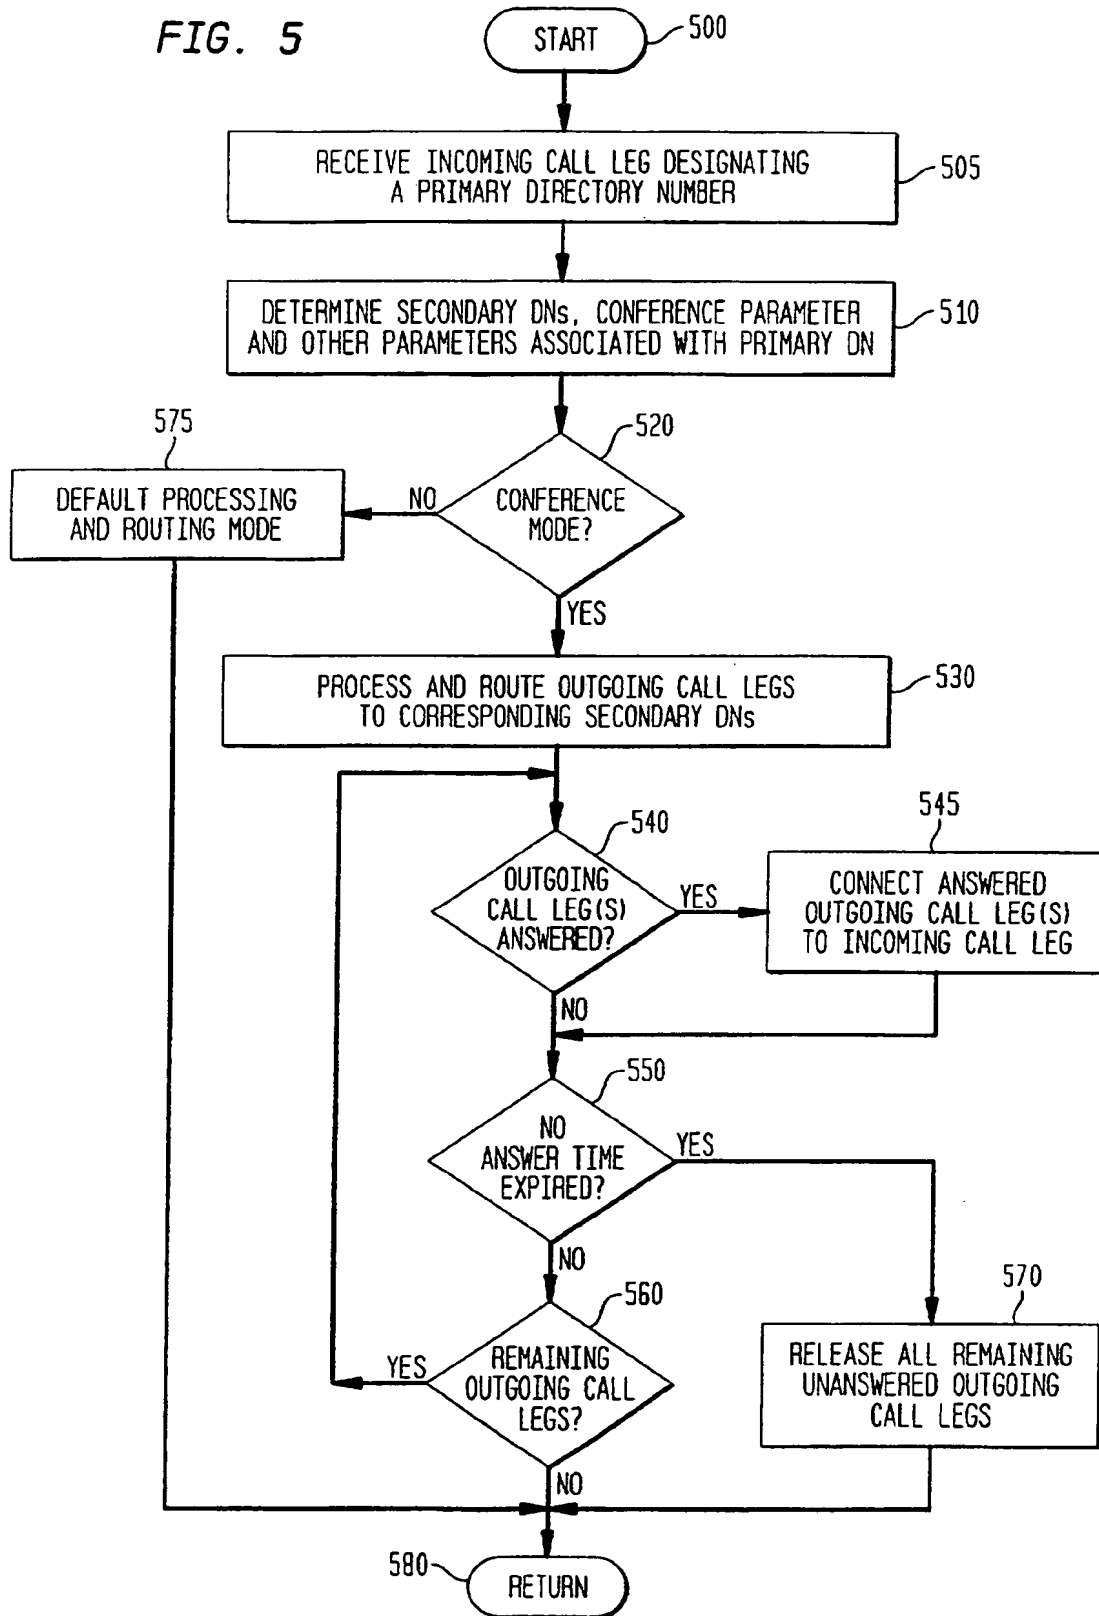 FIG. 5
START
500
RECEIVE INCOMING CALL LEG DESIGNATING
A PRIMARY DIRECTORY NUMBER
505
DETERMINE SECONDARY DNs, CONFERENCE PARAMETER
AND OTHER PARAMETERS ASSOCIATED WITH PRIMARY DN
510
520
CONFERENCE
MODE?
NO
575
DEFAULT PROCESSING
AND ROUTING MODE
YES
PROCESS AND ROUTE OUTGOING CALL LEGS
TO CORRESPONDING SECONDARY DNs
530
540
OUTGOING
CALL LEG(S)
ANSWERED?
YES
545
CONNECT ANSWERED
OUTGOING CALL LEG(S)
TO INCOMING CALL LEG
NO
550
NO
ANSWER TIME
EXPIRED?
YES
NO
560
REMAINING
OUTGOING CALL
LEGS?
YES
570
RELEASE ALL REMAINING
UNANSWERED OUTGOING
CALL LEGS
NO
580
RETURN